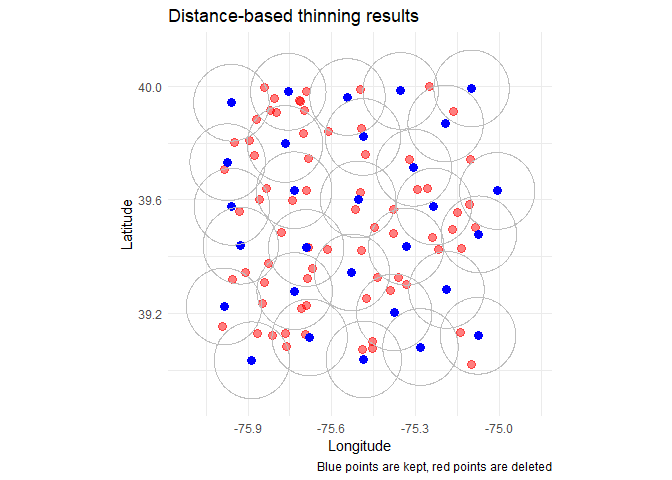 Distance-based thinning results
40.0
39.6
39.2
Latitude
-75.9
-75.6
-75.3
-75.0
Longitude
Blue points are kept, red points are deleted